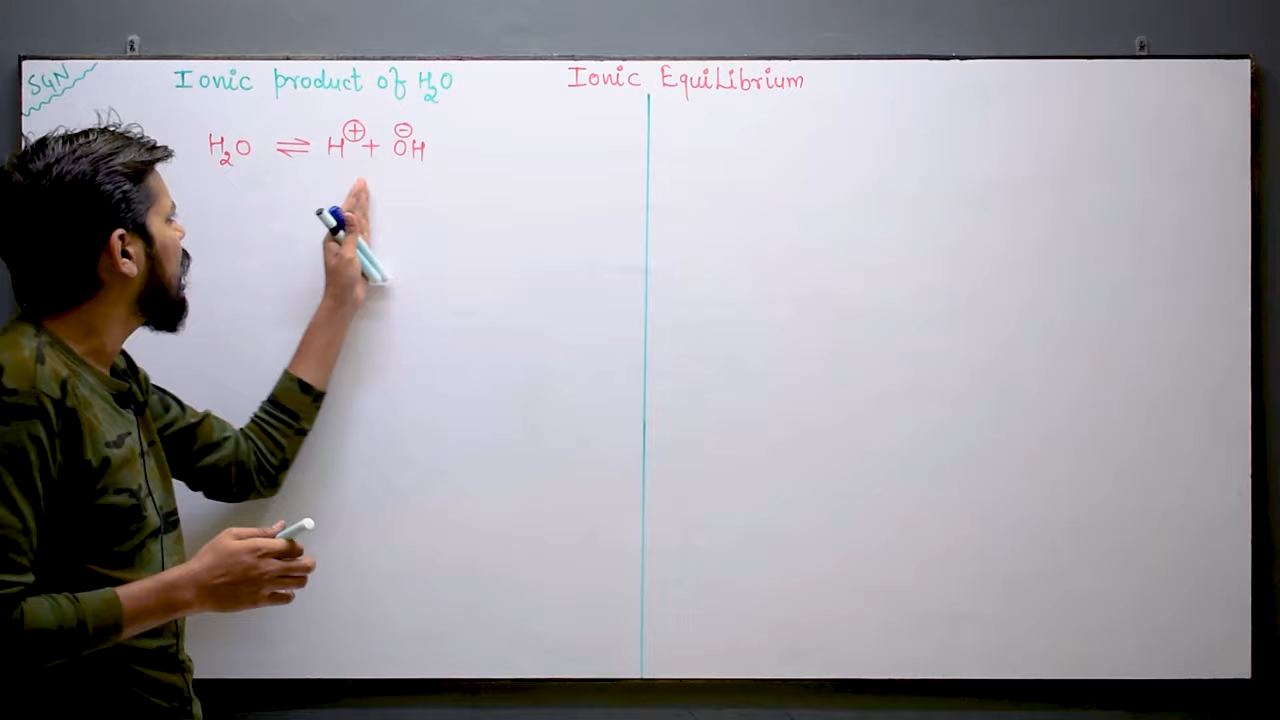 SGN
Ionic product of H₂O
Ionic Equilibrium
H₂O ⇌ H⊕ + ⊖OH